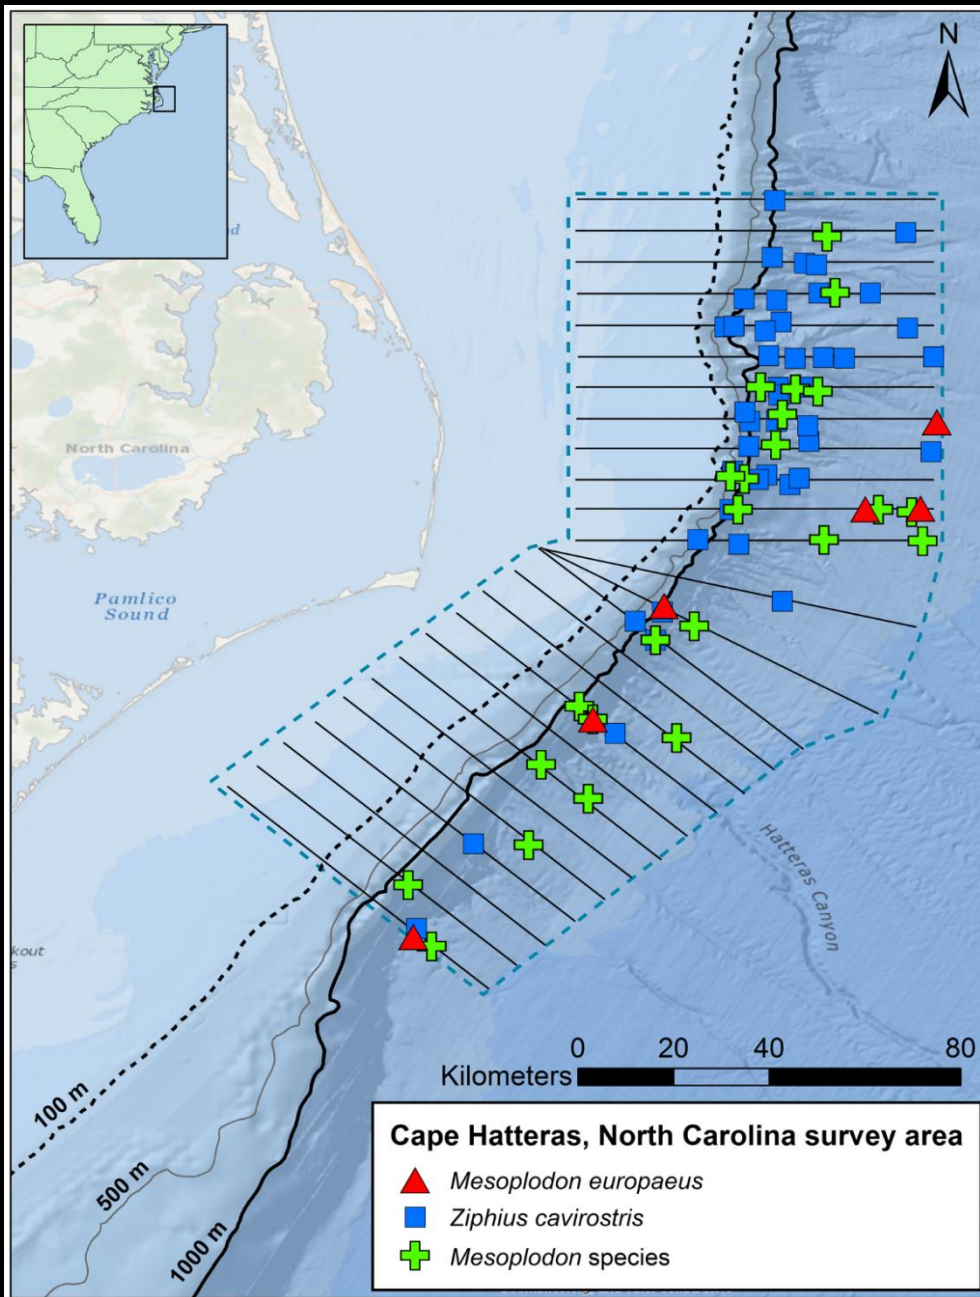 N
d
North Carolina
Pamlico
Sound
Hatteras Canyon
okout
s
0 20 40 80
Kilometers
100 m
500 m
1000 m
Cape Hatteras, North Carolina survey area
Mesoplodon europaeus
Ziphius cavirostris
Mesoplodon species